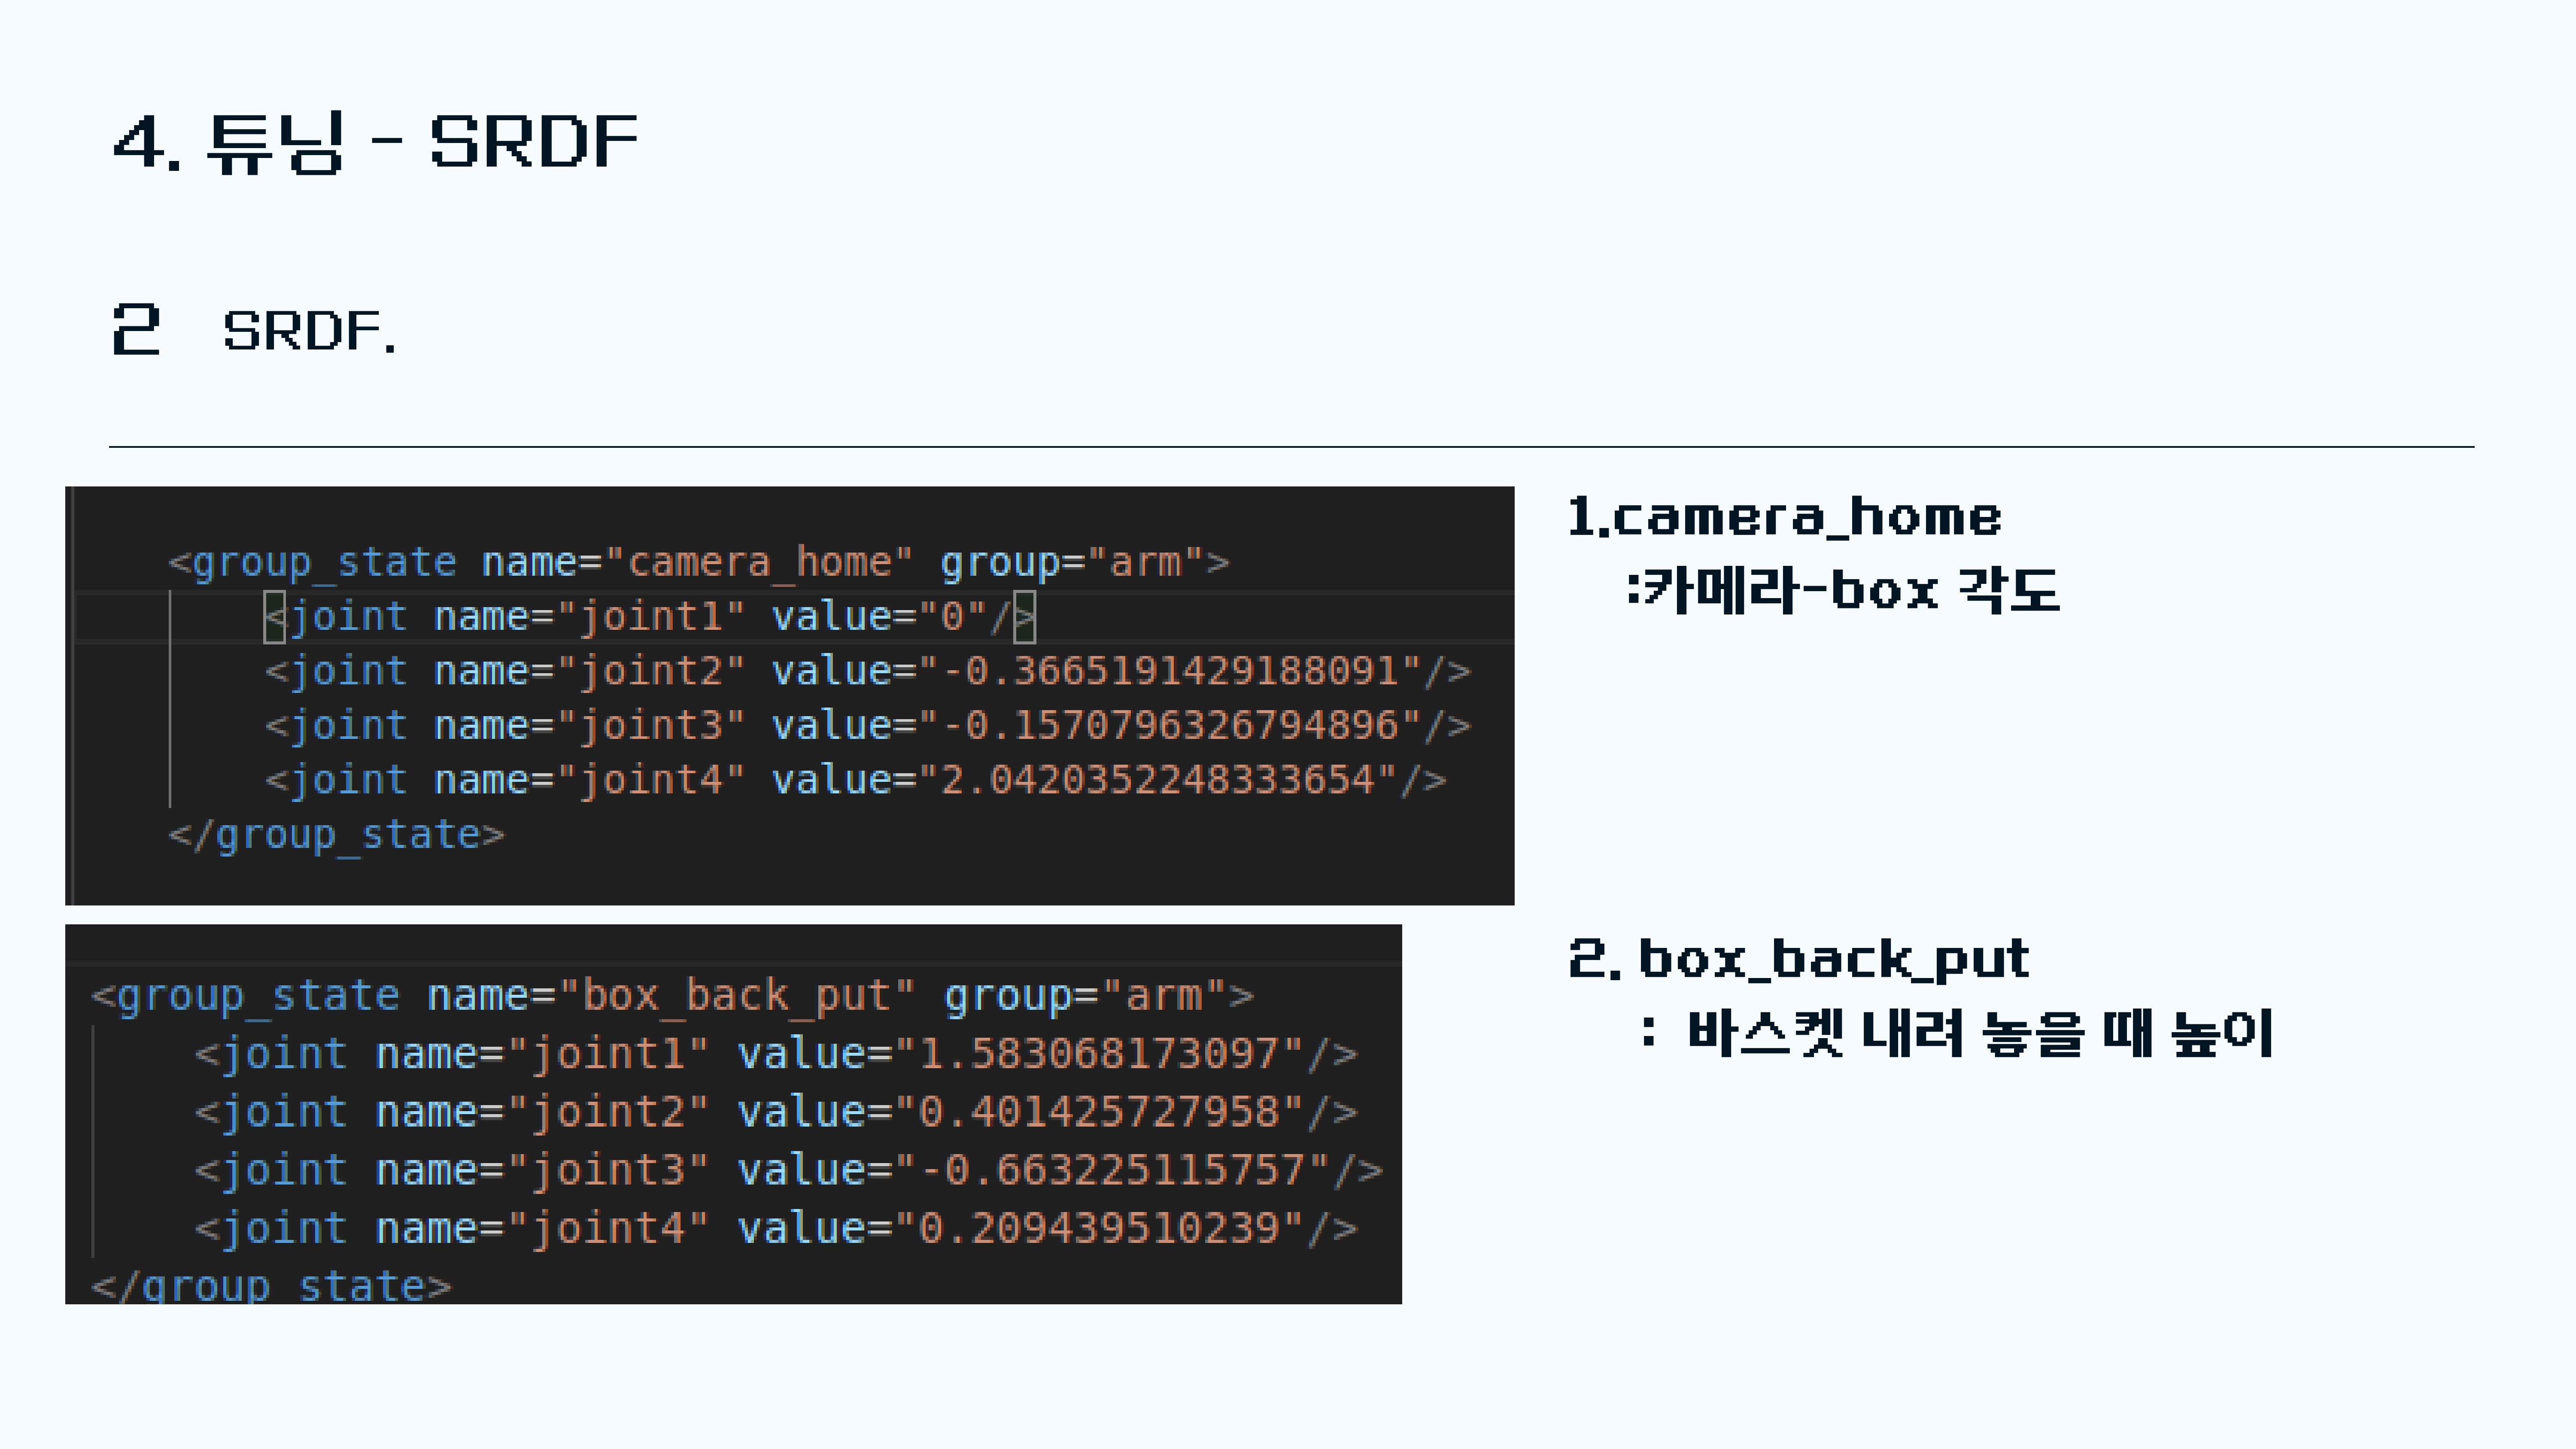 4. 튜닝 - SRDF
2 SRDF.
<group_state name="camera_home" group="arm">
<joint name="joint1" value="0"/>
<joint name="joint2" value="-0.3665191429188091"/>
<joint name="joint3" value="-0.1570796326794896"/>
<joint name="joint4" value="2.0420352248333654"/>
</group_state>
1.camera_home
:카메라-box 각도
<group_state name="box_back_put" group="arm">
<joint name="joint1" value="1.583068173097"/>
<joint name="joint2" value="0.401425727958"/>
<joint name="joint3" value="-0.663225115757"/>
<joint name="joint4" value="0.209439510239"/>
</group_state>
2. box_back_put
: 바스켓 내려 놓을 때 높이